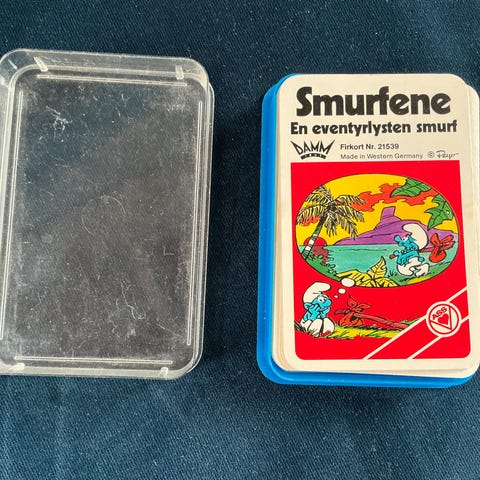 Smurfene
En eventyrlysten smurf
DAMM
Firkort Nr. 21539
Made in Western Germany © Peyo
ASS